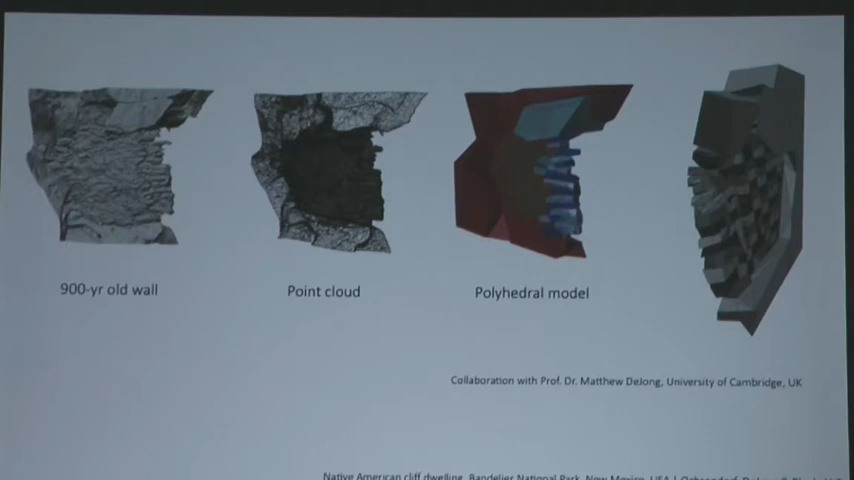 900-yr old wall
Point cloud
Polyhedral model
Collaboration with Prof. Dr. Matthew DeJong, University of Cambridge, UK
Native American cliff dwelling, Bandelier National Park, New Mexico, USA |